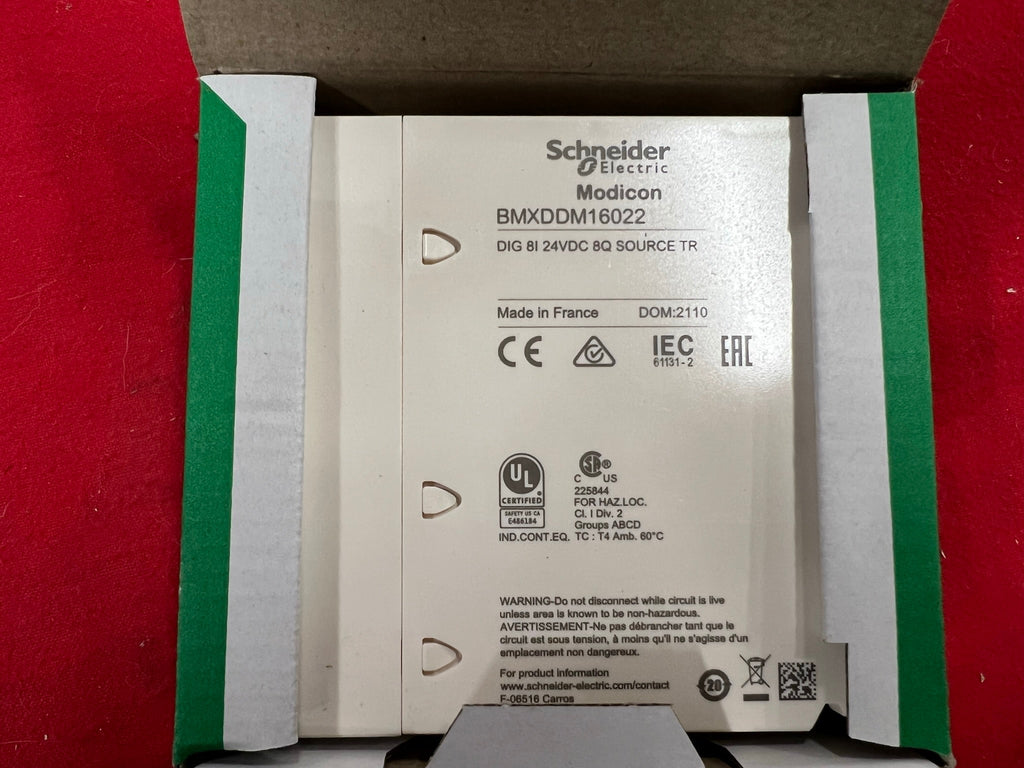 Schneider
Electric
Modicon
BMXDDM16022
DIG 8I 24VDC 8Q SOURCE TR
Made in France DOM:2110
CE IEC EAC
61131-2
UL
CERTIFIED
SAFETY US CA
E486184
IND.CONT.EQ.
SA ®
C US
225844
FOR HAZ.LOC.
Cl. I Div. 2
Groups ABCD
TC : T4 Amb. 60°C
WARNING-Do not disconnect while circuit is live
unless area is known to be non-hazardous.
AVERTISSEMENT-Ne pas débrancher tant que le
circuit est sous tension, à moins qu'il ne s'agisse d'un
emplacement non dangereux.
For product information
www.schneider-electric.com/contact
F-06516 Carros
20